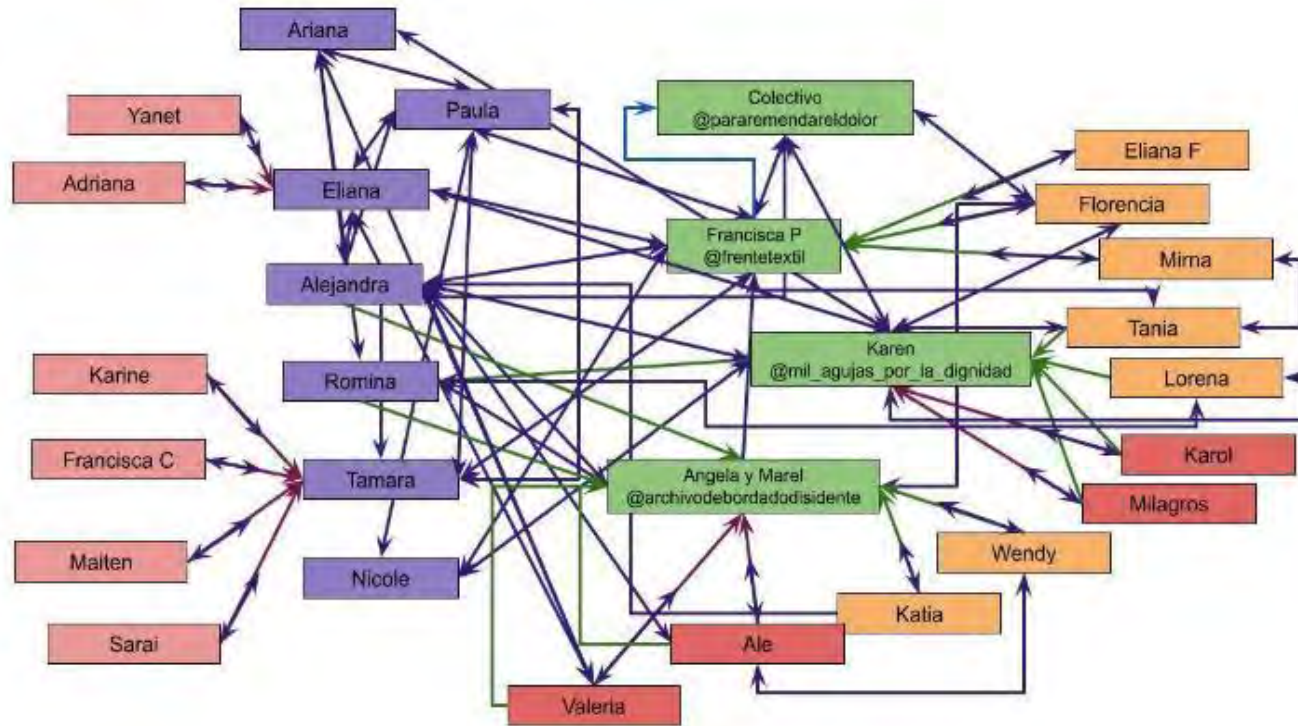 Ariana
Paula
Yanet
Adriana
Eliana
Alejandra
Romina
Tamara
Nicole
Karine
Francisca C
Maiten
Sarai
Colectivo
@pararemendareldolor
Francisca P
@frentetextil
Karen
@mil_agujas_por_la_dignidad
Angela y Marel
@archivodebordadodisidente
Eliana F
Florencia
Mirna
Tania
Lorena
Karol
Milagros
Wendy
Katia
Ale
Valeria